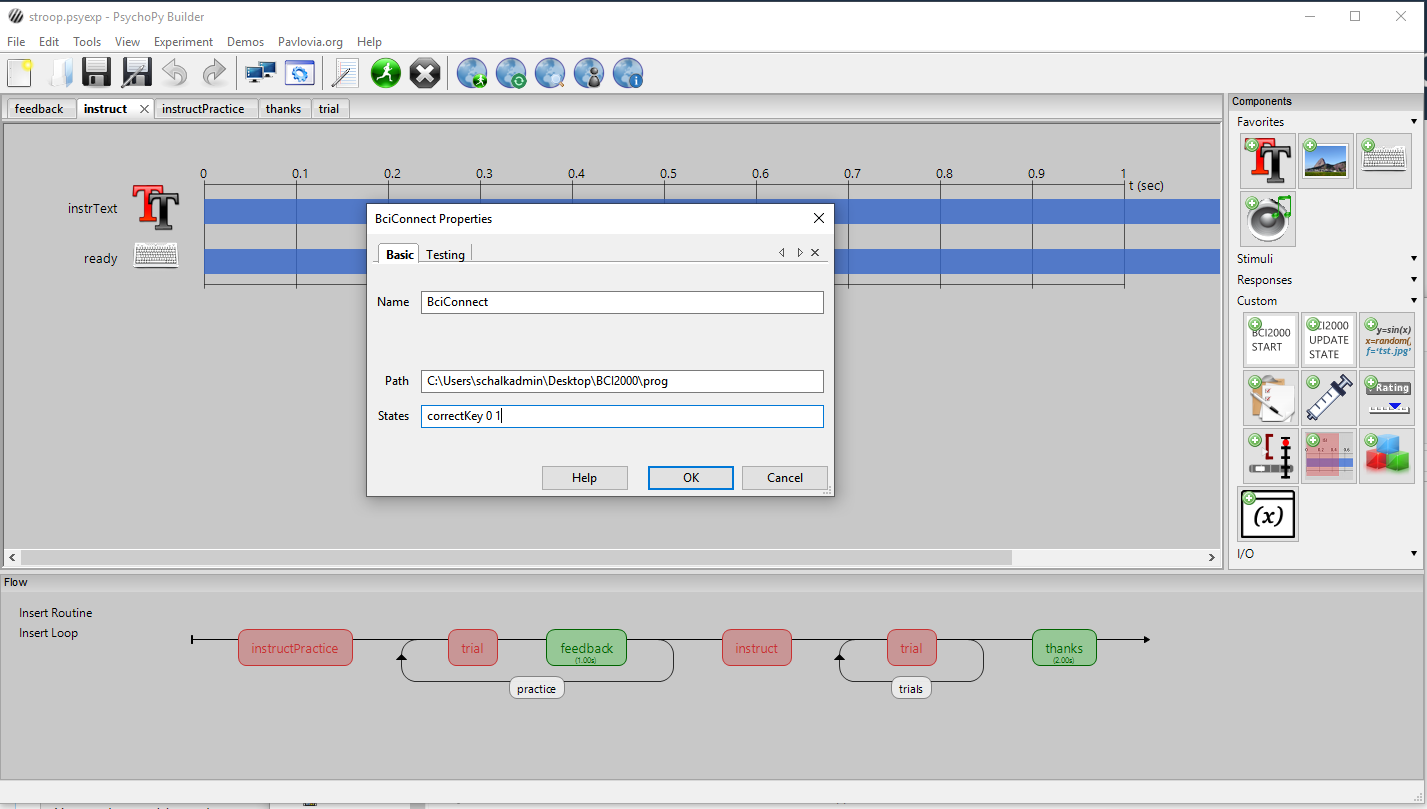 stroop.psyexp - PsychoPy Builder
File Edit Tools View Experiment Demos Pavlovia.org Help
feedback instruct instructPractice thanks trial
0 0.1 0.2 0.3 0.4 0.5 0.6 0.7 0.8 0.9 1
t (sec)
instrText
ready
BciConnect Properties
Basic Testing
Name BciConnect
Path C:\Users\schalkadmin\Desktop\BCI2000\prog
States correctKey 0 1
Help OK Cancel
Components
Favorites
Stimuli
Responses
Custom
BCI2000
START
BCI2000
UPDATE
STATE
y=sin(x)
x=random(,
f='tst.jpg'
Rating
(x)
I/O
Flow
Insert Routine
Insert Loop
instructPractice trial feedback instruct trial thanks
(1.00s) (2.00s)
practice trials